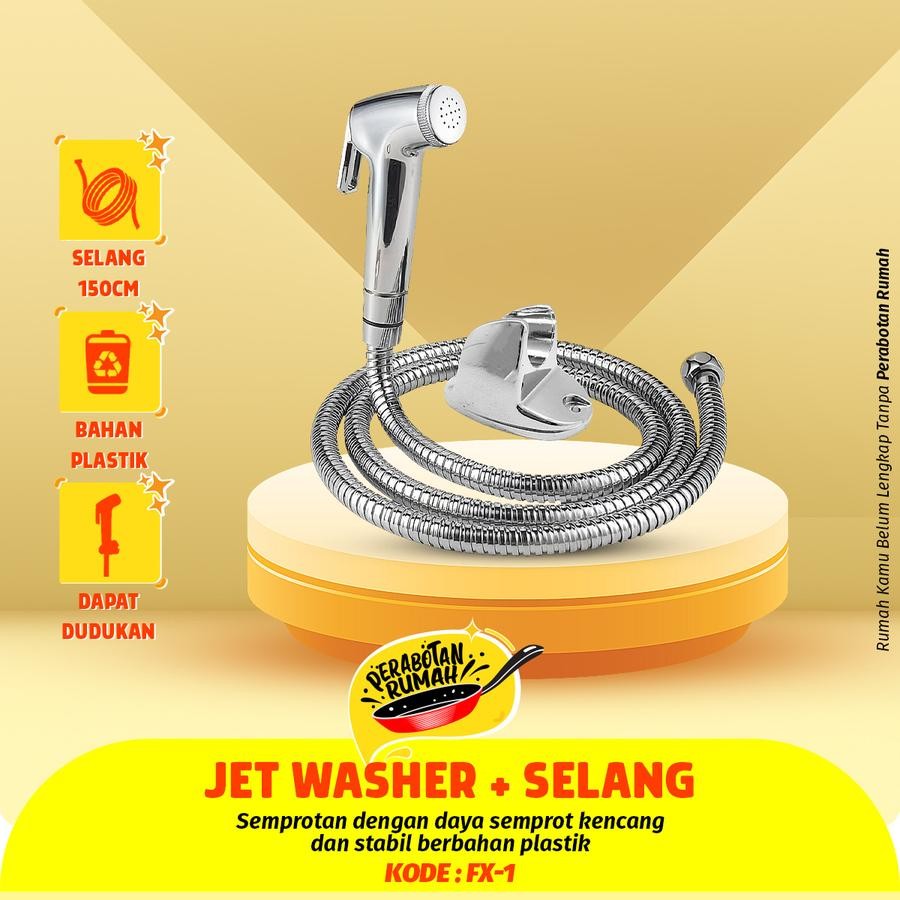 SELANG
150CM
BAHAN
PLASTIK
DAPAT
DUDUKAN
Rumah Kamu Belum Lengkap Tanpa Perabotan Rumah
PERABOTAN
RUMAH
JET WASHER + SELANG
Semprotan dengan daya semprot kencang
dan stabil berbahan plastik
KODE : FX-1